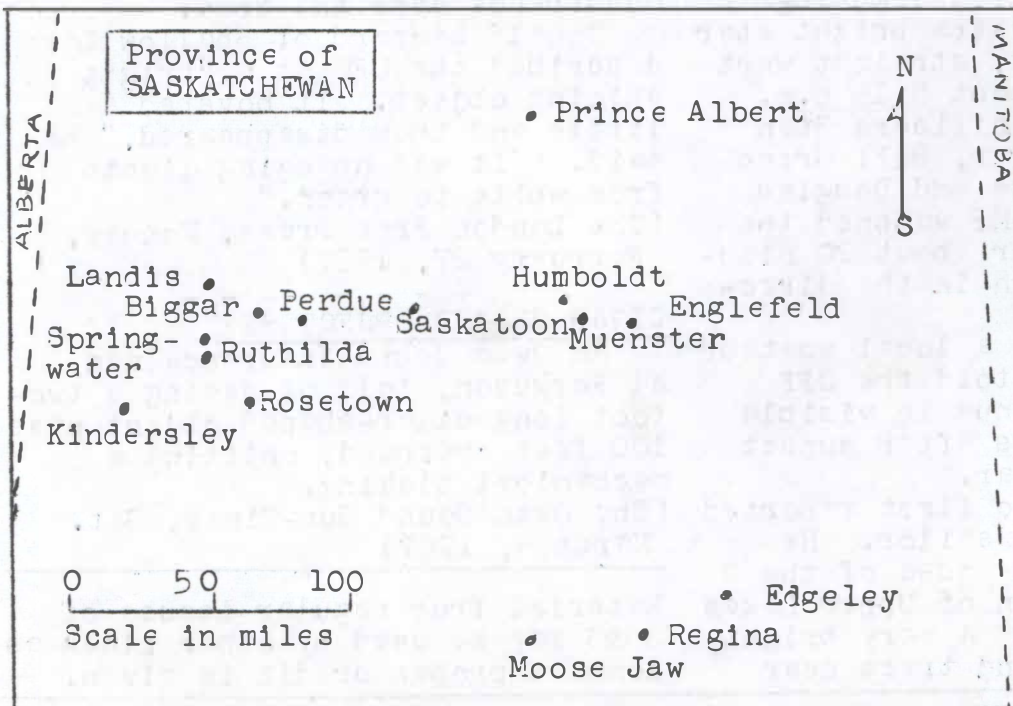 Province of
SASKATCHEWAN
ALBERTA
MANITOBA
N
S
Prince Albert
Landis
Biggar
Perdue
Humboldt
Saskatoon
Englefeld
Muenster
Spring-
water
Ruthilda
Rosetown
Kindersley
0 50 100
Scale in miles
Edgeley
Regina
Moose Jaw